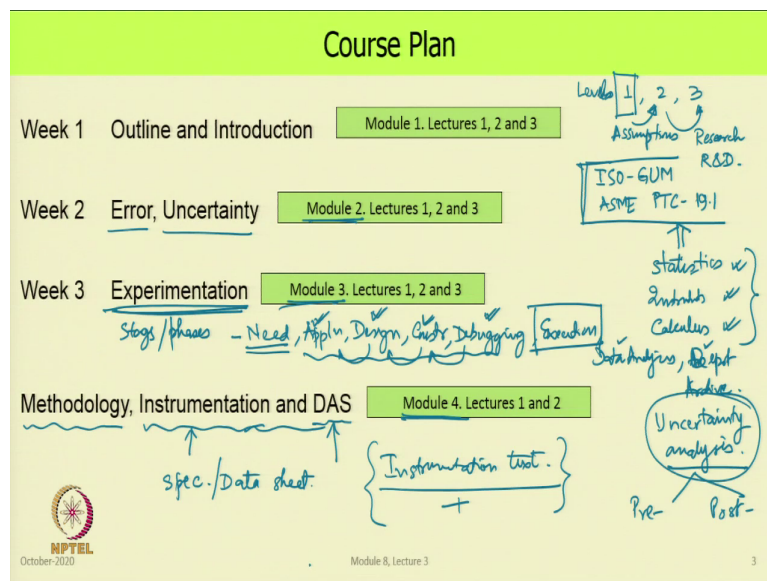 Course Plan
Levels 1, 2, 3
Assumptions Research
R&D.
Week 1 Outline and Introduction Module 1. Lectures 1, 2 and 3
ISO-GUM
ASME PTC-19.1
Week 2 Error, Uncertainty Module 2. Lectures 1, 2 and 3
Statistics
Calculus
Week 3 Experimentation Module 3. Lectures 1, 2 and 3
Stags/phases - Need, Appln, Design, Constr, Debugging, Execution
Data Analysis,
Methodology, Instrumentation and DAS Module 4. Lectures 1 and 2
Uncertainty
analysis.
Spec./Data sheet.
Instrumentation text.
+
Pre- Post-
NPTEL
October-2020 Module 8, Lecture 3 3